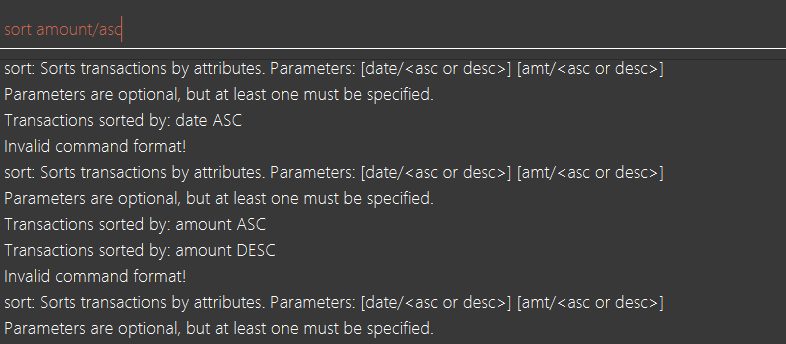 sort amount/asc
sort: Sorts transactions by attributes. Parameters: [date/<asc or desc>] [amt/<asc or desc>]
Parameters are optional, but at least one must be specified.
Transactions sorted by: date ASC
Invalid command format!
sort: Sorts transactions by attributes. Parameters: [date/<asc or desc>] [amt/<asc or desc>]
Parameters are optional, but at least one must be specified.
Transactions sorted by: amount ASC
Transactions sorted by: amount DESC
Invalid command format!
sort: Sorts transactions by attributes. Parameters: [date/<asc or desc>] [amt/<asc or desc>]
Parameters are optional, but at least one must be specified.